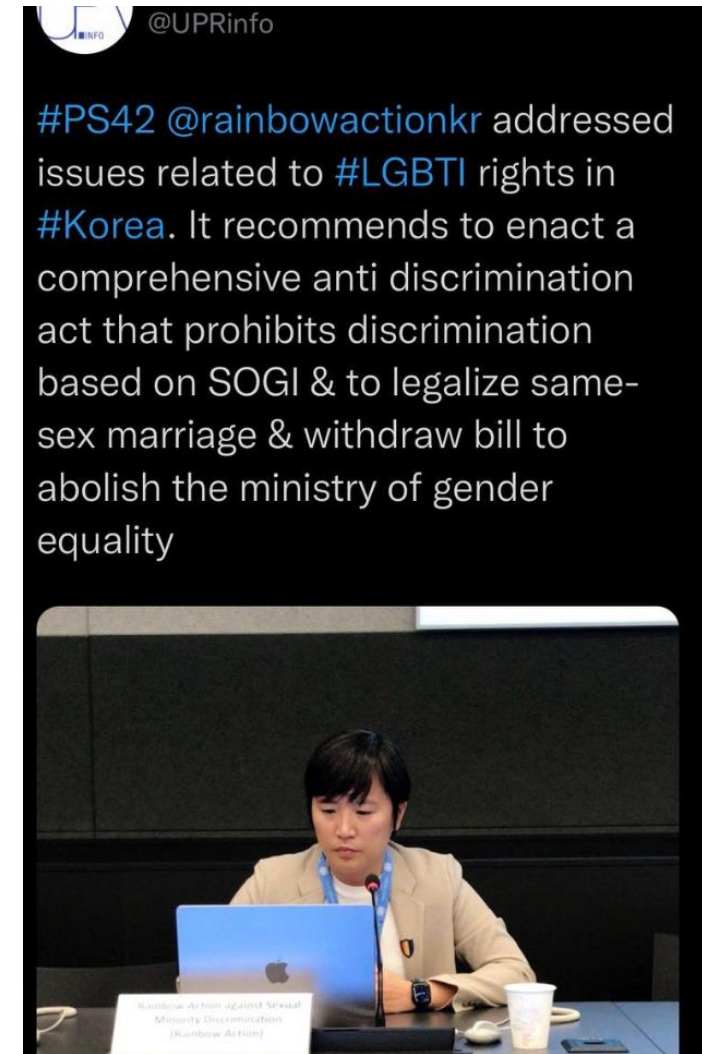 INFO
@UPRinfo
#PS42 @rainbowactionkr addressed
issues related to #LGBTI rights in
#Korea. It recommends to enact a
comprehensive anti discrimination
act that prohibits discrimination
based on SOGI & to legalize same-
sex marriage & withdraw bill to
abolish the ministry of gender
equality
Rainbow Action against Sexual
Minority Discrimination
(Rainbow Action)